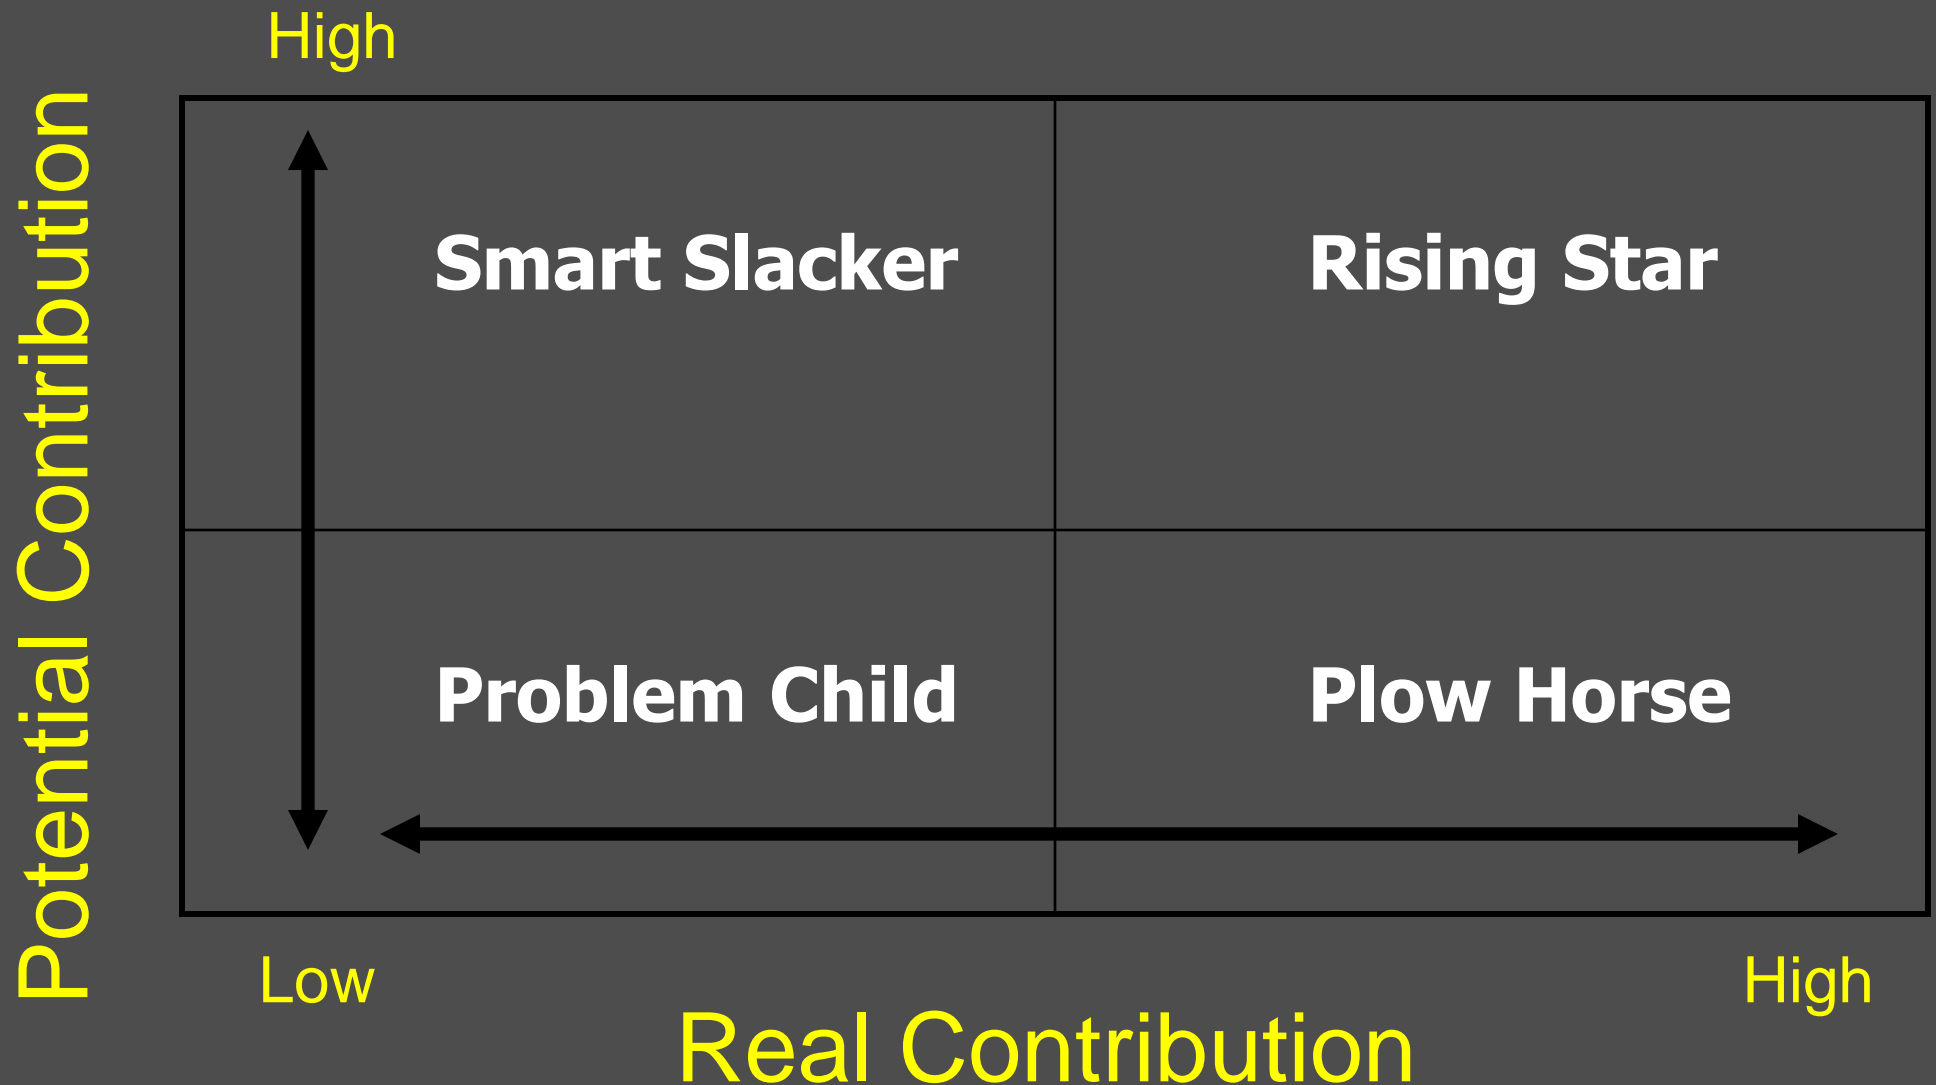 High
Potential Contribution
Smart Slacker
Rising Star
Problem Child
Plow Horse
Low
High
Real Contribution